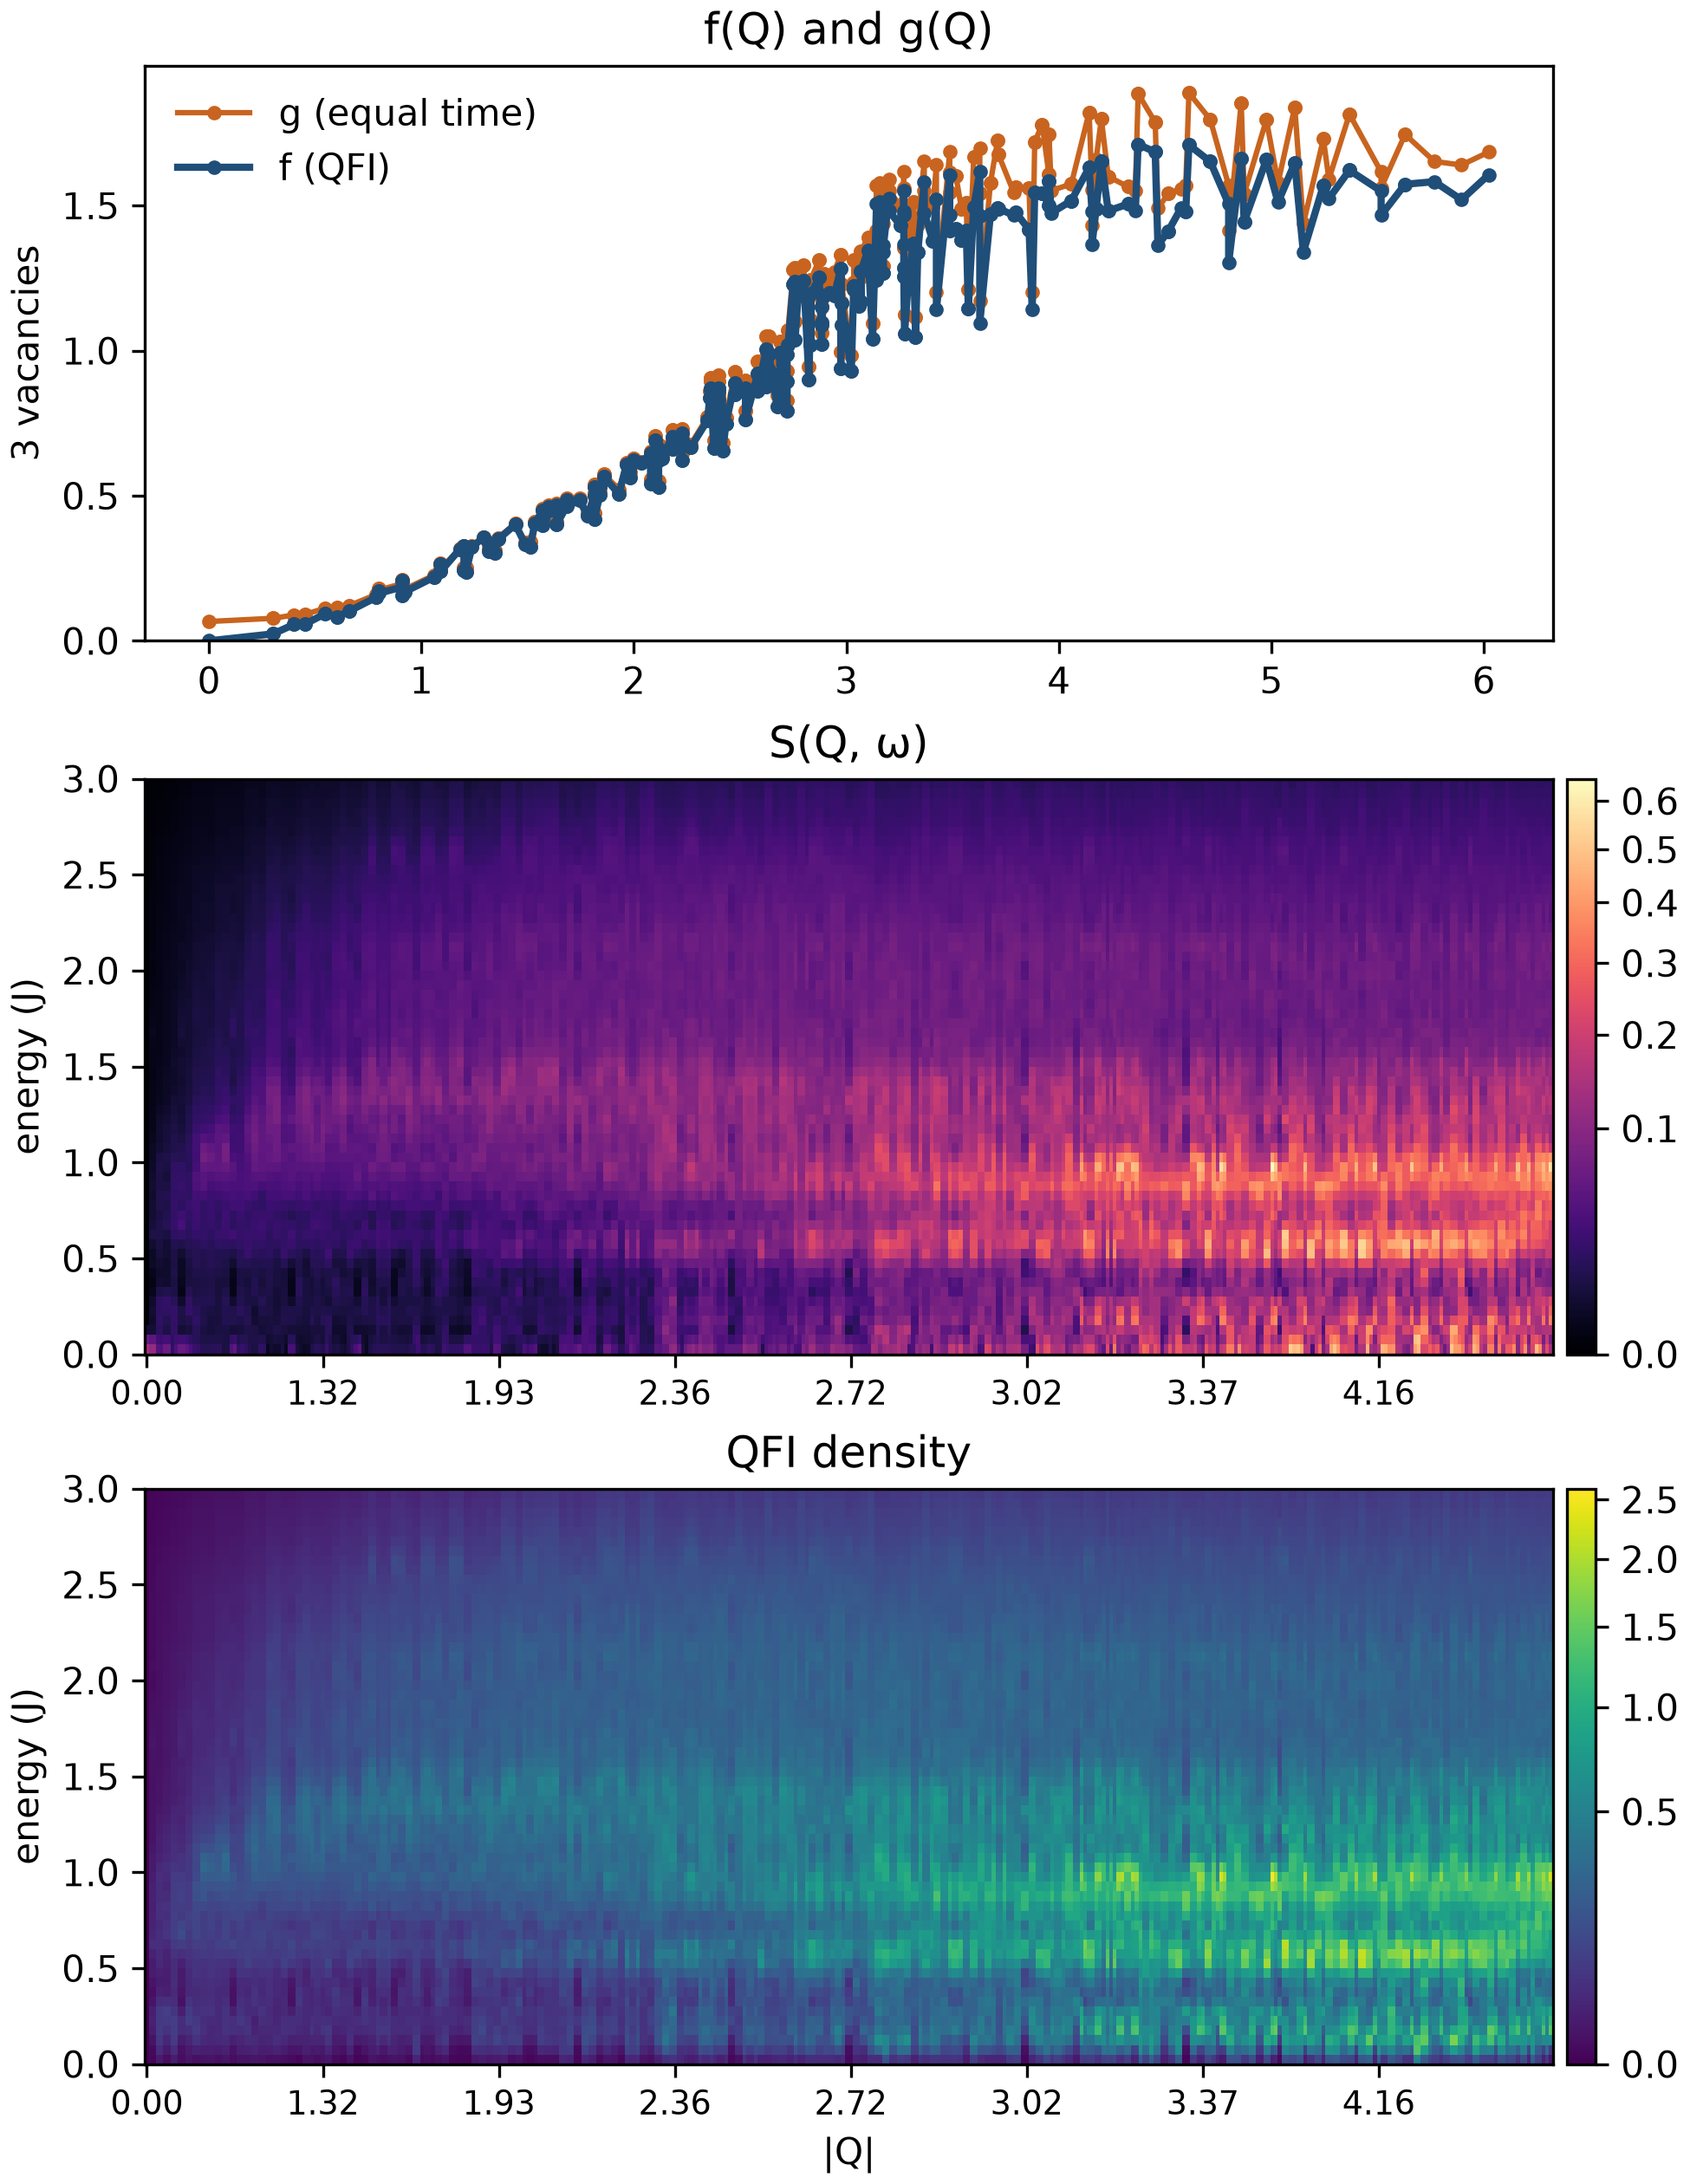 f(Q) and g(Q)
g (equal time)
f (QFI)
3 vacancies
1.5
1.0
0.5
0.0
0 1 2 3 4 5 6
S(Q, ω)
energy (J)
3.0
2.5
2.0
1.5
1.0
0.5
0.0
0.00 1.32 1.93 2.36 2.72 3.02 3.37 4.16
0.6
0.5
0.4
0.3
0.2
0.1
0.0
QFI density
energy (J)
3.0
2.5
2.0
1.5
1.0
0.5
0.0
0.00 1.32 1.93 2.36 2.72 3.02 3.37 4.16
|Q|
2.5
2.0
1.5
1.0
0.5
0.0